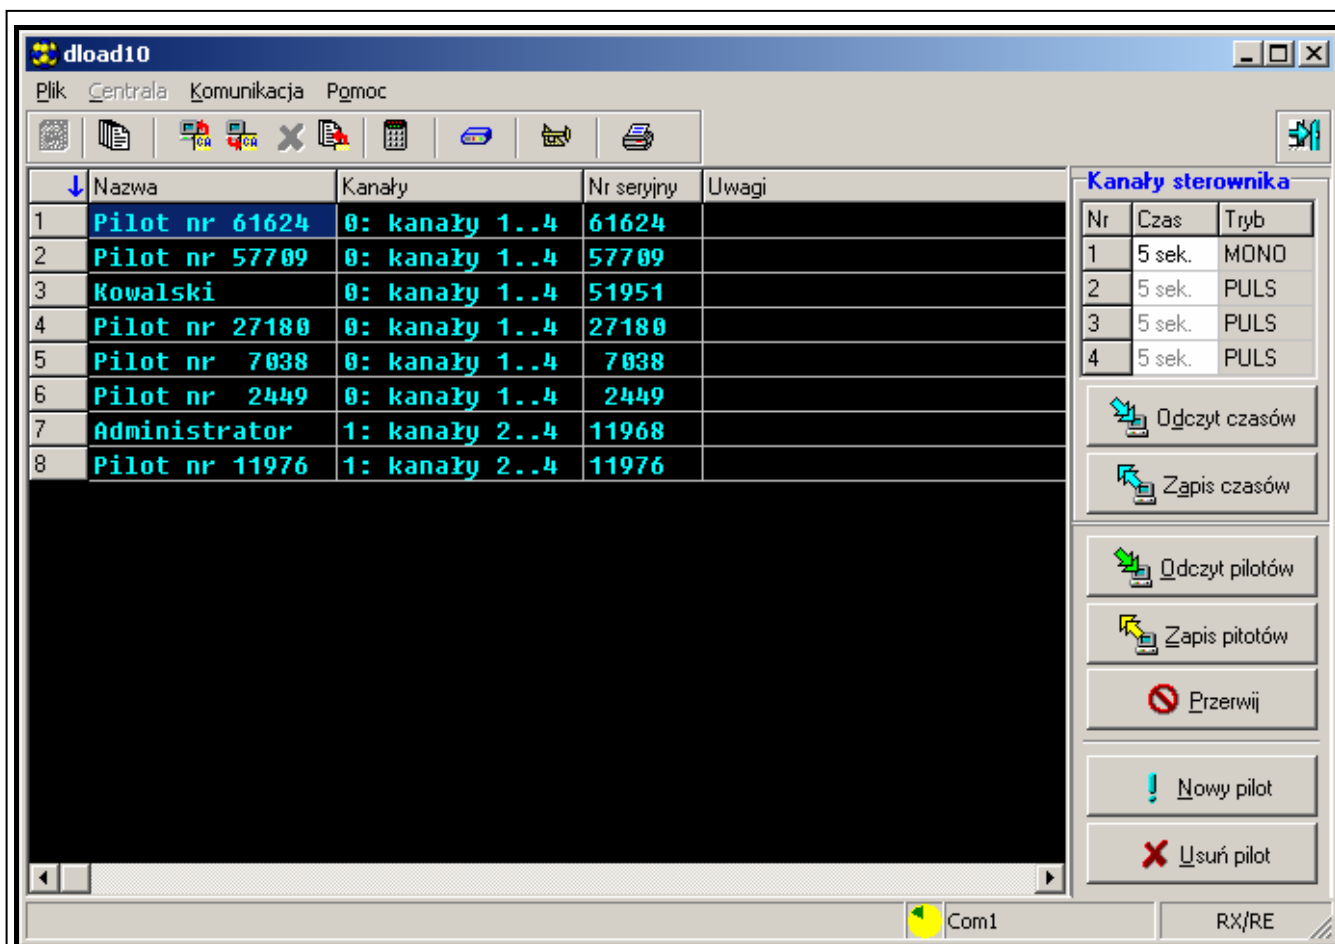 dload10
Plik Centrala Komunikacja Pomoc
Nazwa Kanały Nr seryjny Uwagi
1 Pilot nr 61624 0: kanały 1..4 61624
2 Pilot nr 57709 0: kanały 1..4 57709
3 Kowalski 0: kanały 1..4 51951
4 Pilot nr 27180 0: kanały 1..4 27180
5 Pilot nr 7038 0: kanały 1..4 7038
6 Pilot nr 2449 0: kanały 1..4 2449
7 Administrator 1: kanały 2..4 11968
8 Pilot nr 11976 1: kanały 2..4 11976
Kanały sterownika
Nr Czas Tryb
1 5 sek. MONO
2 5 sek. PULS
3 5 sek. PULS
4 5 sek. PULS
Odczyt czasów
Zapis czasów
Odczyt pilotów
Zapis pitotów
Przerwij
Nowy pilot
Usuń pilot
Com1 RX/RE